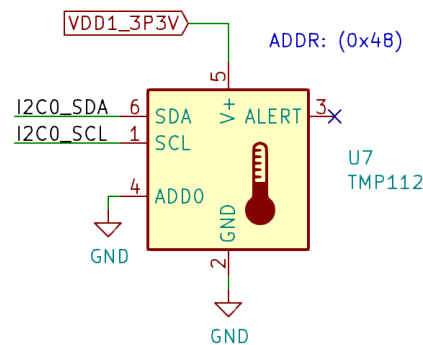 VDD1_3P3V
ADDR: (0x48)
5
I2C0_SDA 6 SDA V+ ALERT 3
I2C0_SCL 1 SCL
U7
TMP112
4 ADD0
GND
GND
2
GND